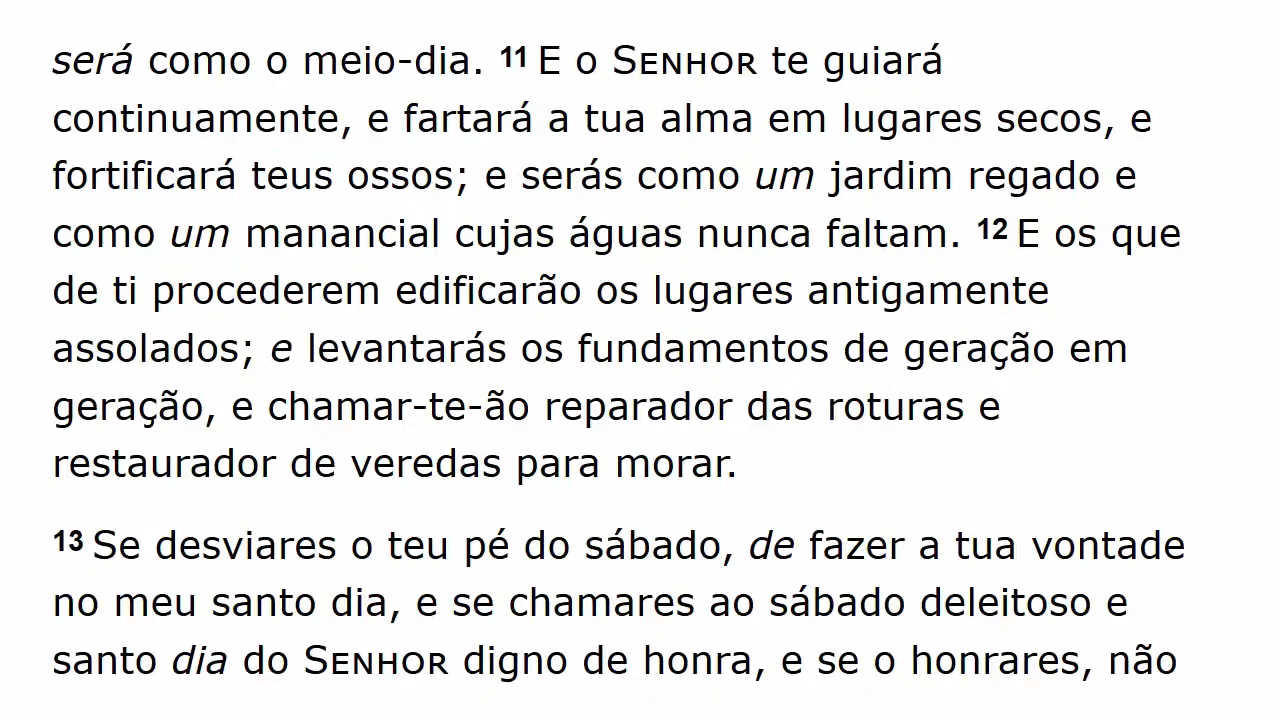 será como o meio-dia. 11 E o SENHOR te guiará
continuamente, e fartará a tua alma em lugares secos, e
fortificará teus ossos; e serás como um jardim regado e
como um manancial cujas águas nunca faltam. 12 E os que
de ti procederem edificarão os lugares antigamente
assolados; e levantarás os fundamentos de geração em
geração, e chamar-te-ão reparador das roturas e
restaurador de veredas para morar.
13 Se desviares o teu pé do sábado, de fazer a tua vontade
no meu santo dia, e se chamares ao sábado deleitoso e
santo dia do SENHOR digno de honra, e se o honrares, não